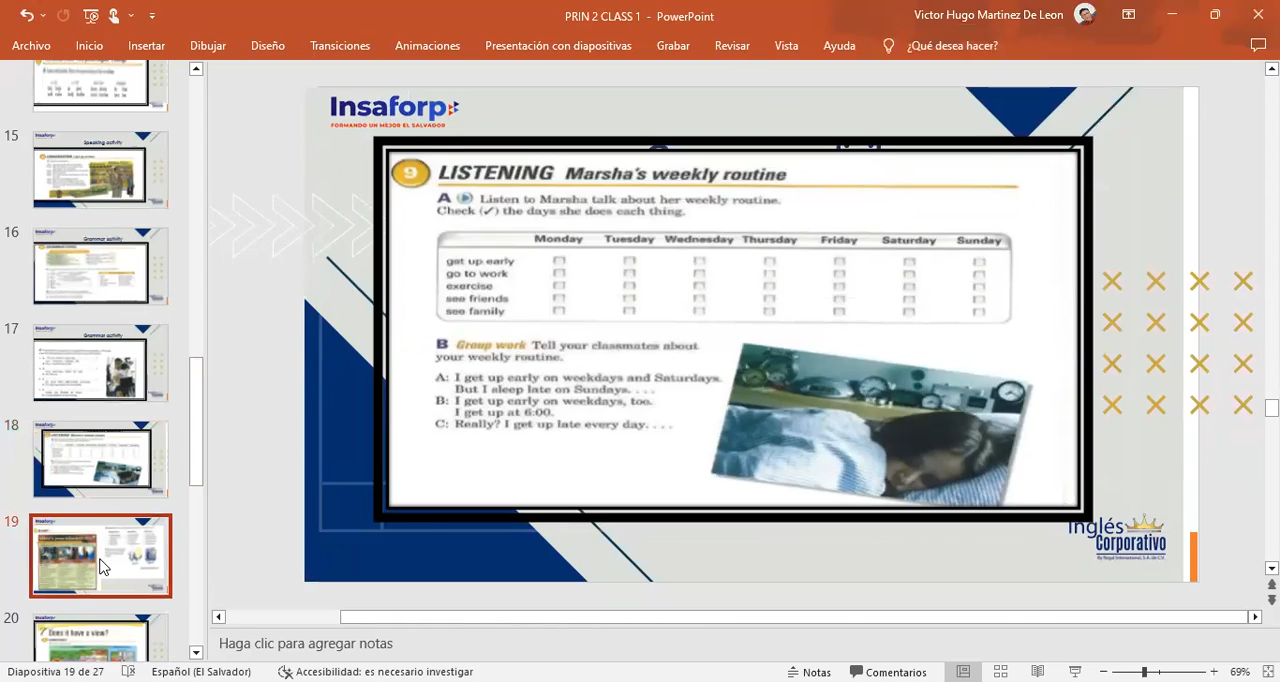 PRIN 2 CLASS 1 - PowerPoint
Victor Hugo Martinez De Leon
Archivo Inicio Insertar Dibujar Diseño Transiciones Animaciones Presentación con diapositivas Grabar Revisar Vista Ayuda ¿Qué desea hacer?
15
Insaforp
Speaking activity
16
Insaforp
Grammar activity
17
Insaforp
Grammar activity
18
19
20
Does it have a view?
Insaforp
FORMANDO UN MEJOR EL SALVADOR
9 LISTENING Marsha's weekly routine
A Listen to Marsha talk about her weekly routine.
Check (✓) the days she does each thing.
Monday Tuesday Wednesday Thursday Friday Saturday Sunday
get up early
go to work
exercise
see friends
see family
B Group work Tell your classmates about
your weekly routine.
A: I get up early on weekdays and Saturdays.
But I sleep late on Sundays. . . .
B: I get up early on weekdays, too.
I get up at 6:00.
C: Really? I get up late every day. . . .
Inglés
Corporativo
By Regal International, S.A. de C.V.
Haga clic para agregar notas
Diapositiva 19 de 27 Español (El Salvador) Accesibilidad: es necesario investigar Notas Comentarios 69%